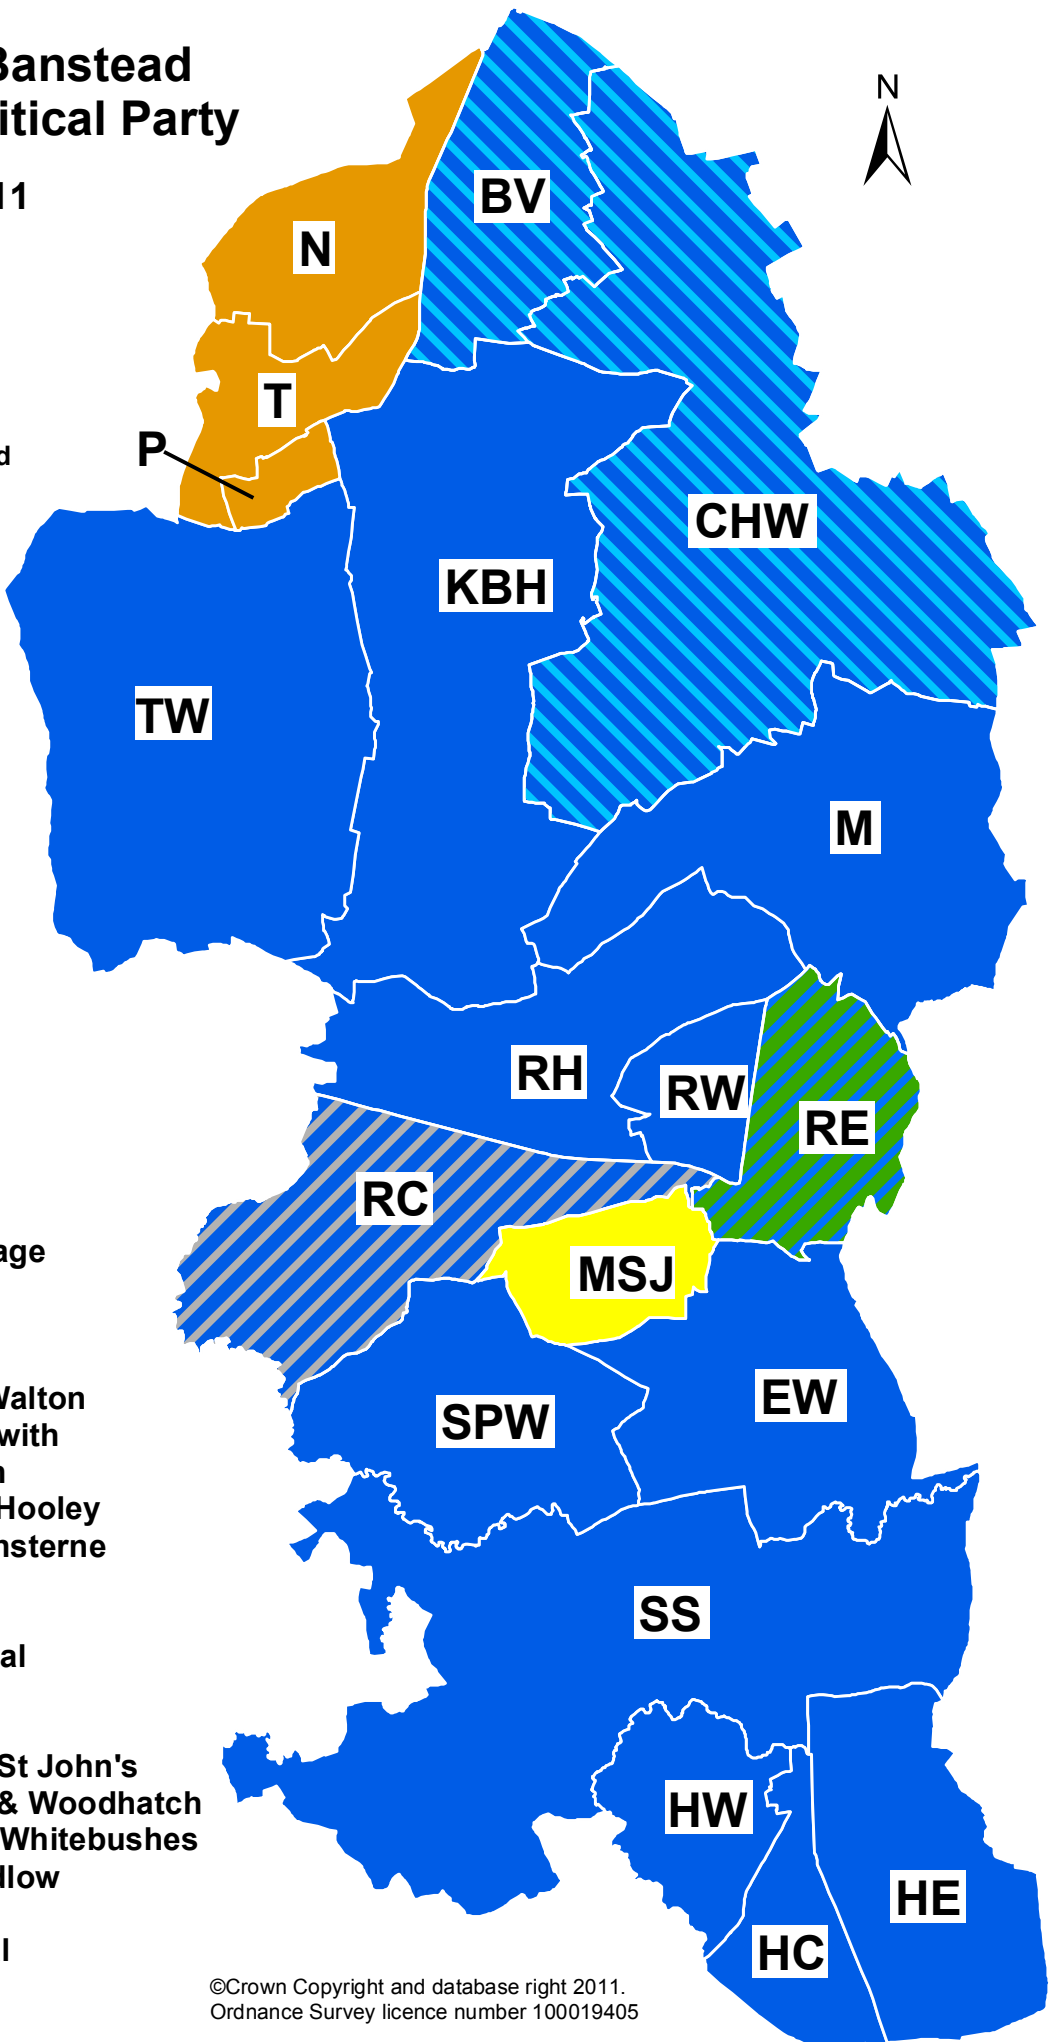 Banstead
itical Party
11
N
BV
N
T
P
d
CHW
KBH
TW
M
RH
RW
RE
RC
age
MSJ
Walton
with
EW
SPW
n
Hooley
nsterne
SS
al
St John's
& Woodhatch
HW
Whitebushes
dlow
HE
l
HC
©Crown Copyright and database right 2011.
Ordnance Survey licence number 100019405